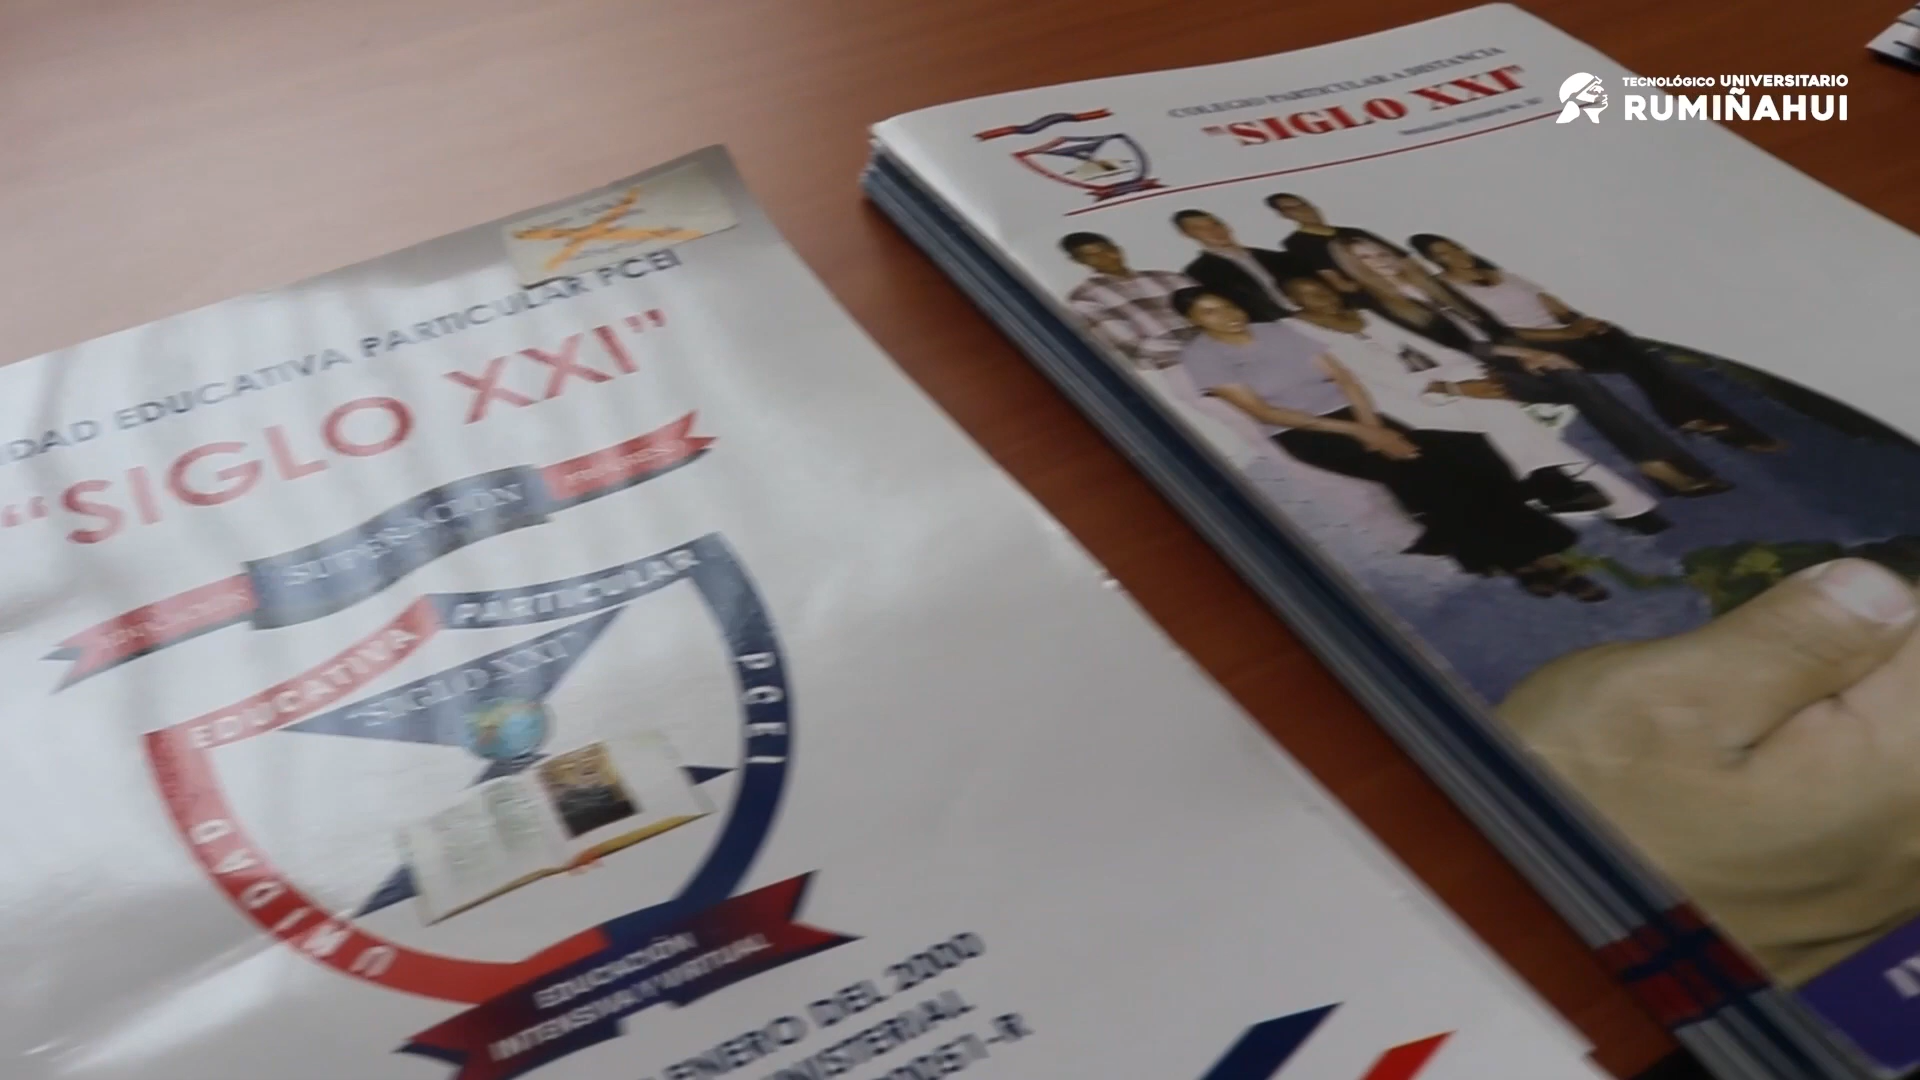 TECNOLÓGICO UNIVERSITARIO
RUMIÑAHUI
COLEGIO PARTICULAR A DISTANCIA
"SIGLO XXI"
IDAD EDUCATIVA PARTICULAR PCEI
"SIGLO XXI"
SUPERACIÓN
EDUCATIVA PARTICULAR
PCEI
"SIGLO XXI"
UNIDAD
EDUCACIÓN
INTENSIVA Y VIRTUAL
ENERO DEL 2000